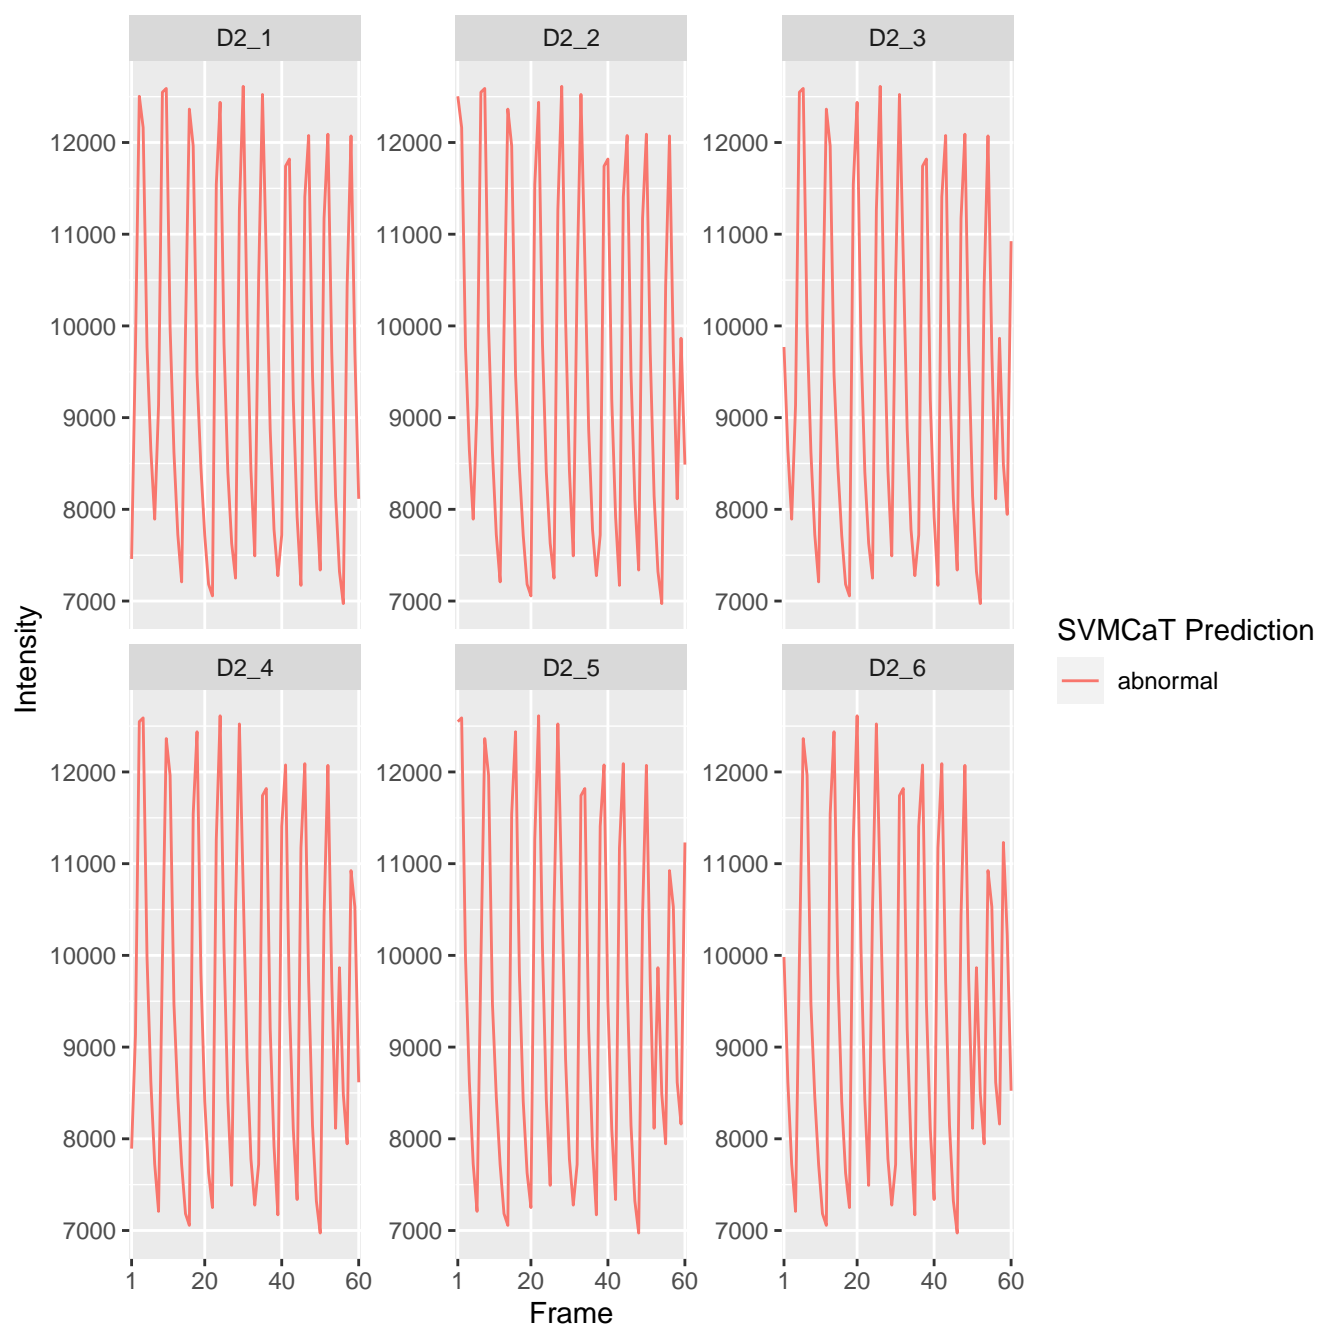 D2_1 D2_2 D2_3
12000 12000 12000
11000 11000 11000
10000 10000 10000
9000 9000 9000
8000 8000 8000
7000 7000 7000
Intensity
D2_4 D2_5 D2_6
12000 12000 12000
11000 11000 11000
10000 10000 10000
9000 9000 9000
8000 8000 8000
7000 7000 7000
1 20 40 60 1 20 40 60 1 20 40 60
Frame
SVMCaT Prediction
abnormal